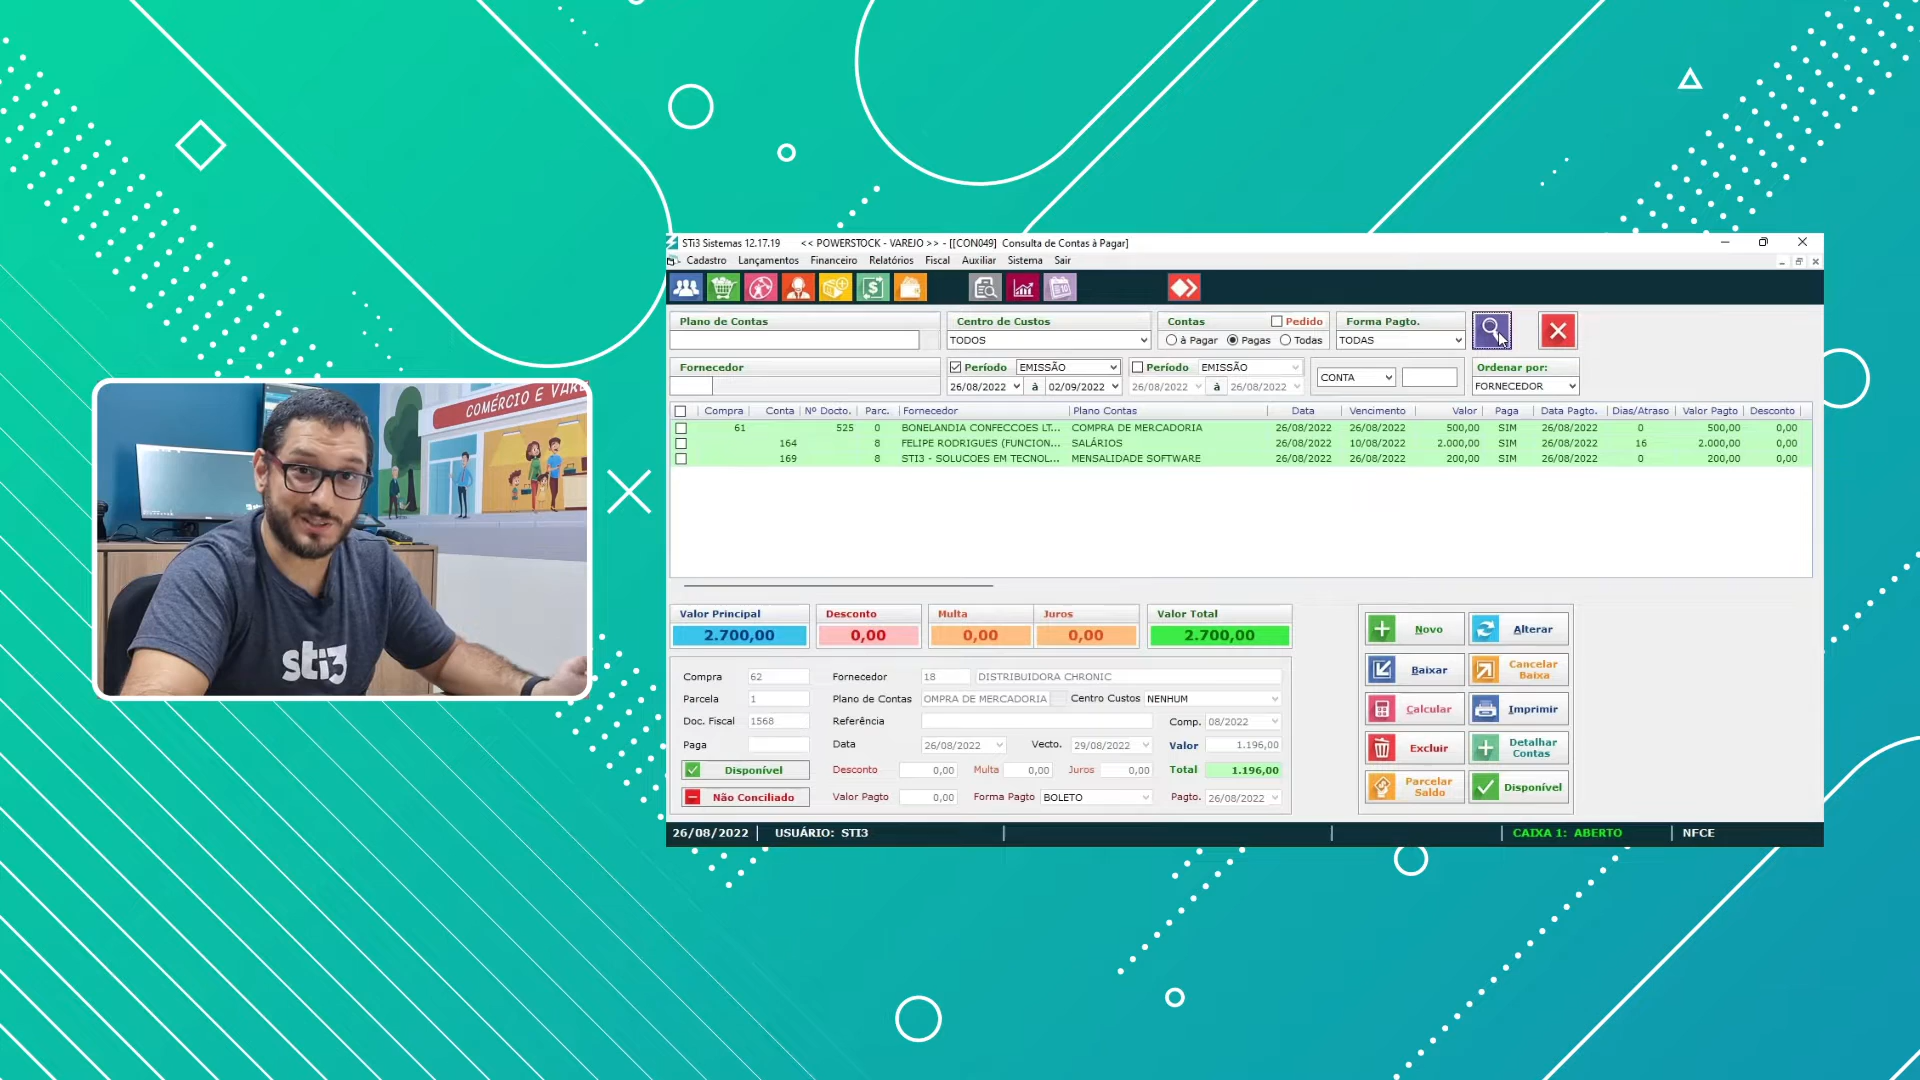 COMÉRCIO E VARE
sti3
STi3 Sistemas 12.17.19 << POWERSTOCK - VAREJO >> - [[CON049] Consulta de Contas à Pagar]
Cadastro Lançamentos Financeiro Relatórios Fiscal Auxiliar Sistema Sair
Plano de Contas Centro de Custos Contas Pedido Forma Pagto.
TODOS à Pagar Pagas Todas TODAS
Fornecedor Período EMISSÃO Período EMISSÃO CONTA Ordenar por:
26/08/2022 à 02/09/2022 26/08/2022 à 26/08/2022 FORNECEDOR
Compra Conta Nº Docto. Parc. Fornecedor Plano Contas Data Vencimento Valor Paga Data Pagto. Dias/Atraso Valor Pagto Desconto
61 525 0 BONELANDIA CONFECCOES LT... COMPRA DE MERCADORIA 26/08/2022 26/08/2022 500,00 SIM 26/08/2022 0 500,00 0,00
164 8 FELIPE RODRIGUES (FUNCION... SALÁRIOS 26/08/2022 10/08/2022 2.000,00 SIM 26/08/2022 16 2.000,00 0,00
169 8 STI3 - SOLUCOES EM TECNOL... MENSALIDADE SOFTWARE 26/08/2022 26/08/2022 200,00 SIM 26/08/2022 0 200,00 0,00
Valor Principal Desconto Multa Juros Valor Total
2.700,00 0,00 0,00 0,00 2.700,00
Compra 62 Fornecedor 18 DISTRIBUIDORA CHRONIC
Parcela 1 Plano de Contas OMPRA DE MERCADORIA Centro Custos NENHUM
Doc. Fiscal 1568 Referência Comp. 08/2022
Paga Data 26/08/2022 Vecto. 29/08/2022 Valor 1.196,00
Disponível Desconto 0,00 Multa 0,00 Juros 0,00 Total 1.196,00
Não Conciliado Valor Pagto 0,00 Forma Pagto BOLETO Pagto. 26/08/2022
Novo Alterar
Baixar Cancelar Baixa
Calcular Imprimir
Excluir Detalhar Contas
Parcelar Saldo Disponível
26/08/2022 USUÁRIO: STI3 CAIXA 1: ABERTO NFCE